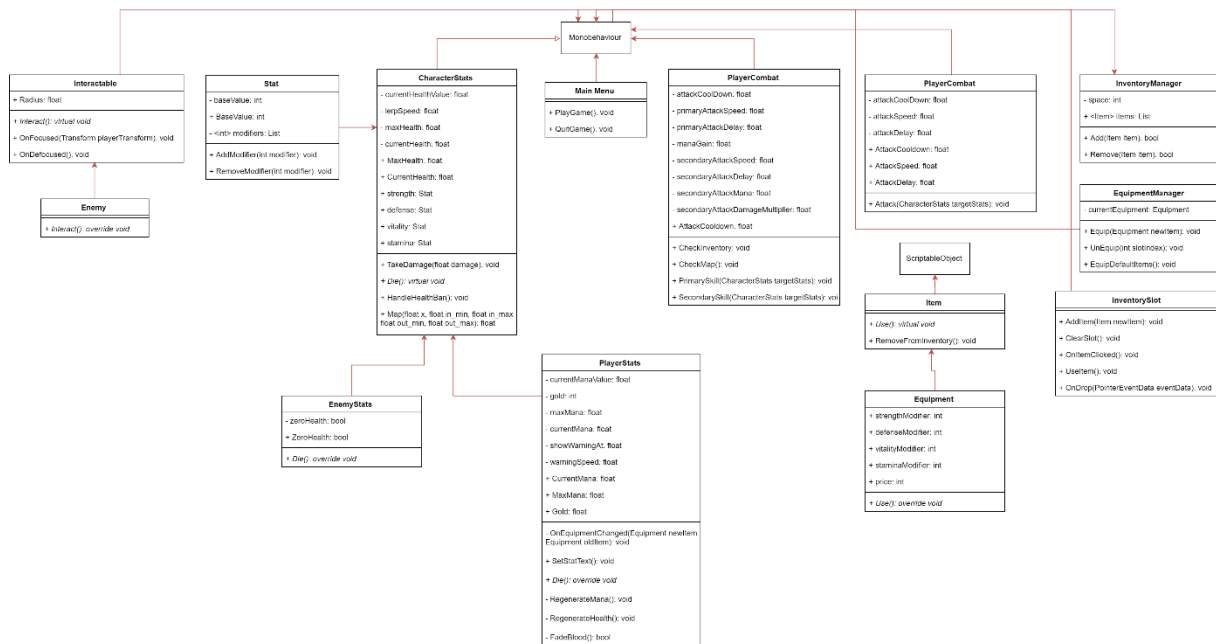 Monobehaviour
Interactable
+ Radius: float
+ Interact(): virtual void
+ OnFocused(Transform playerTransform): void
+ OnDefocused(): void
Enemy
+ Interact(): override void
Stat
- baseValue: int
+ BaseValue: int
- <int> modifiers: List
+ AddModifier(int modifier): void
+ RemoveModifier(int modifier): void
CharacterStats
- currentHealthValue: float
- lerpSpeed: float
- maxHealth: float
- currentHealth: float
+ MaxHealth: float
+ CurrentHealth: float
+ strength: Stat
+ defense: Stat
+ vitality: Stat
+ stamina: Stat
+ TakeDamage(float damage): void
+ Die(): virtual void
+ HandleHealthBar(): void
+ Map(float x, float in_min, float in_max
float out_min, float out_max): float
Main Menu
+ PlayGame(): void
+ QuitGame(): void
PlayerCombat
- attackCoolDown: float
- primaryAttackSpeed: float
- primaryAttackDelay: float
- manaGain: float
- secondaryAttackSpeed: float
- secondaryAttackDelay: float
- secondaryAttackMana: float
- secondaryAttackDamageMultiplier: float
+ AttackCooldown: float
+ CheckInventory: void
+ CheckMap(): void
+ PrimarySkill(CharacterStats targetStats): void
+ SecondarySkill(CharacterStats targetStats): voi
PlayerCombat
- attackCoolDown: float
- attackSpeed: float
- attackDelay: float
+ AttackCooldown: float
+ AttackSpeed: float
+ AttackDelay: float
+ Attack(CharacterStats targetStats): void
InventoryManager
- space: int
+ <Item> items: List
+ Add(Item item): bool
+ Remove(Item item): bool
EquipmentManager
- currentEquipment: Equipment
+ Equip(Equipment newItem): void
+ UnEquip(int slotIndex): void
+ EquipDefaultItems(): void
InventorySlot
+ AddItem(Item newItem): void
+ ClearSlot(): void
+ OnItemClicked(): void
+ UseItem(): void
+ OnDrop(PointerEventData eventData): void
ScriptableObject
Item
+ Use(): virtual void
+ RemoveFromInventory(): void
Equipment
+ strengthModifier: int
+ defenseModifier: int
+ vitalityModifier: int
+ staminaModifier: int
+ price: int
+ Use(): override void
EnemyStats
- zeroHealth: bool
+ ZeroHealth: bool
+ Die(): override void
PlayerStats
- currentManaValue: float
- gold: int
- maxMana: float
- currentMana: float
- showWarningAt: float
- warningSpeed: float
+ CurrentMana: float
+ MaxMana: float
+ Gold: float
- OnEquipmentChanged(Equipment newItem
Equipment oldItem): void
+ SetStatText(): void
+ Die(): override void
- RegenerateMana(): void
- RegenerateHealth(): void
- FadeBlood(): bool